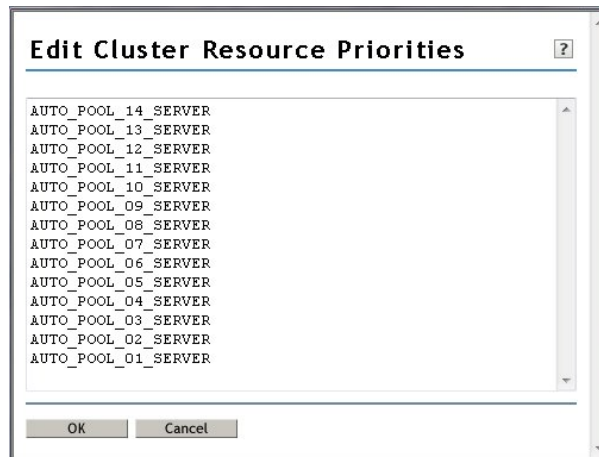 Edit Cluster Resource Priorities
?
AUTO_POOL_14_SERVER
AUTO_POOL_13_SERVER
AUTO_POOL_12_SERVER
AUTO_POOL_11_SERVER
AUTO_POOL_10_SERVER
AUTO_POOL_09_SERVER
AUTO_POOL_08_SERVER
AUTO_POOL_07_SERVER
AUTO_POOL_06_SERVER
AUTO_POOL_05_SERVER
AUTO_POOL_04_SERVER
AUTO_POOL_03_SERVER
AUTO_POOL_02_SERVER
AUTO_POOL_01_SERVER
OK Cancel